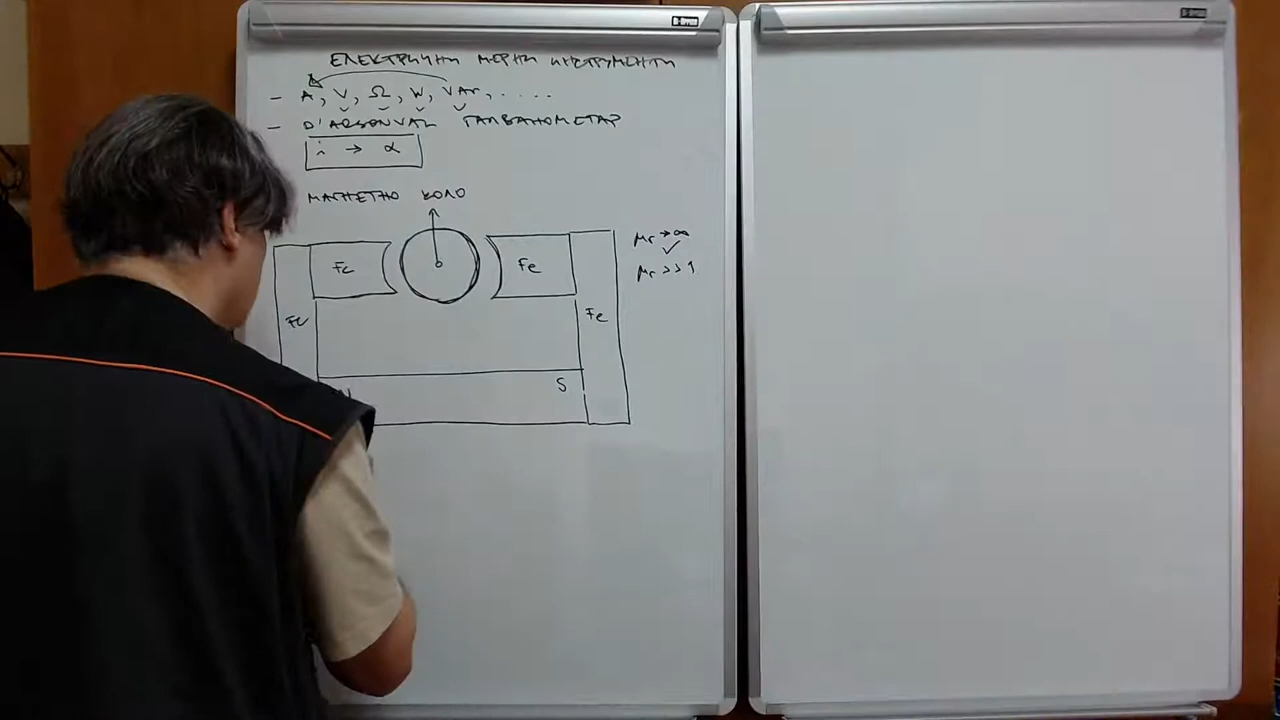 ЕЛЕКТРИЧНИ МЕРНИ ИНСТРУМЕНТИ
- A, V, Ω, W, VAr, ....
- D'ARSONVAL ГАЛВАНОМЕТАР
i → α
МАГНЕТНО КОЛО
Fe Fe
μr → ∞
μr >> 1
Fe Fe
N S